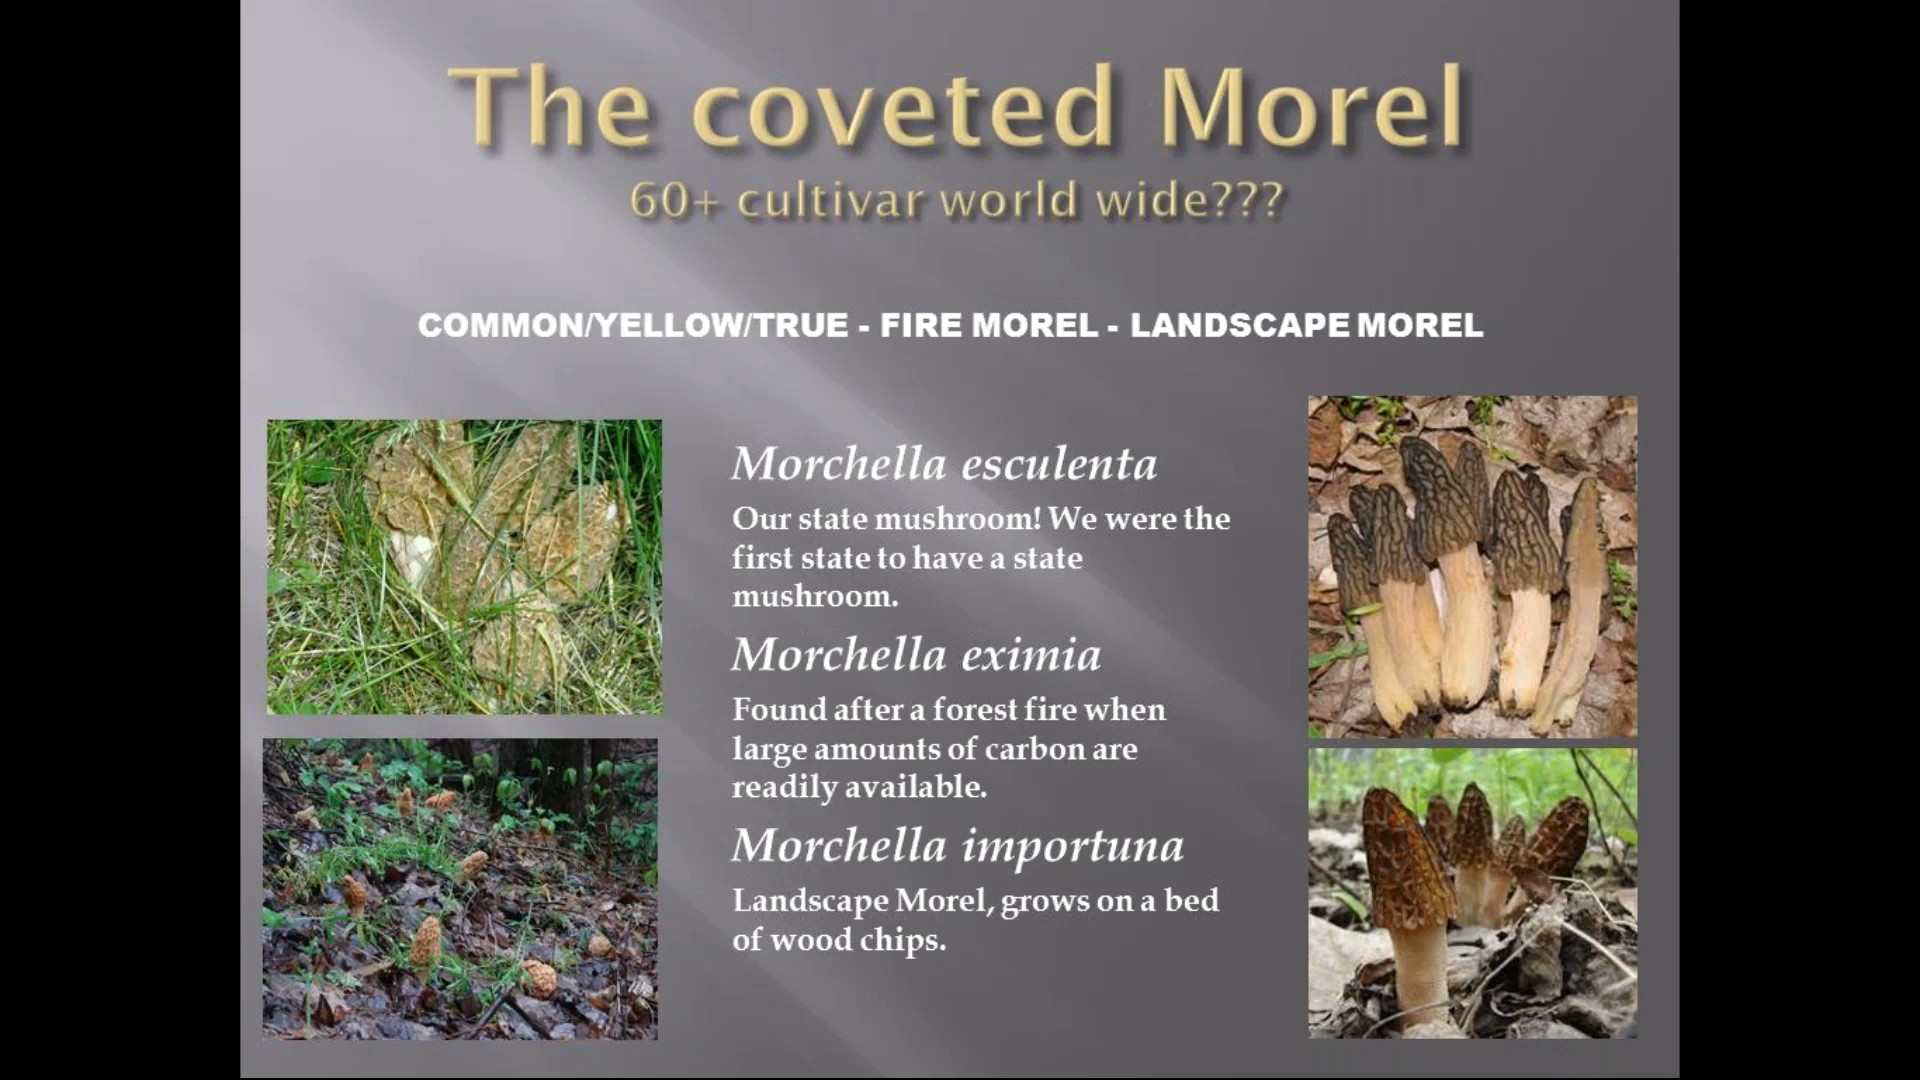 The coveted Morel
60+ cultivar world wide???
COMMON/YELLOW/TRUE - FIRE MOREL - LANDSCAPE MOREL
Morchella esculenta
Our state mushroom! We were the
first state to have a state
mushroom.
Morchella eximia
Found after a forest fire when
large amounts of carbon are
readily available.
Morchella importuna
Landscape Morel, grows on a bed
of wood chips.